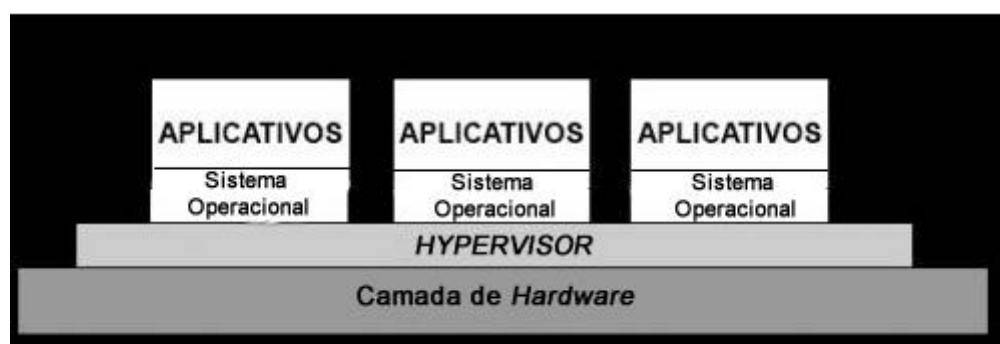 APLICATIVOS
Sistema
Operacional
APLICATIVOS
Sistema
Operacional
APLICATIVOS
Sistema
Operacional
HYPERVISOR
Camada de Hardware